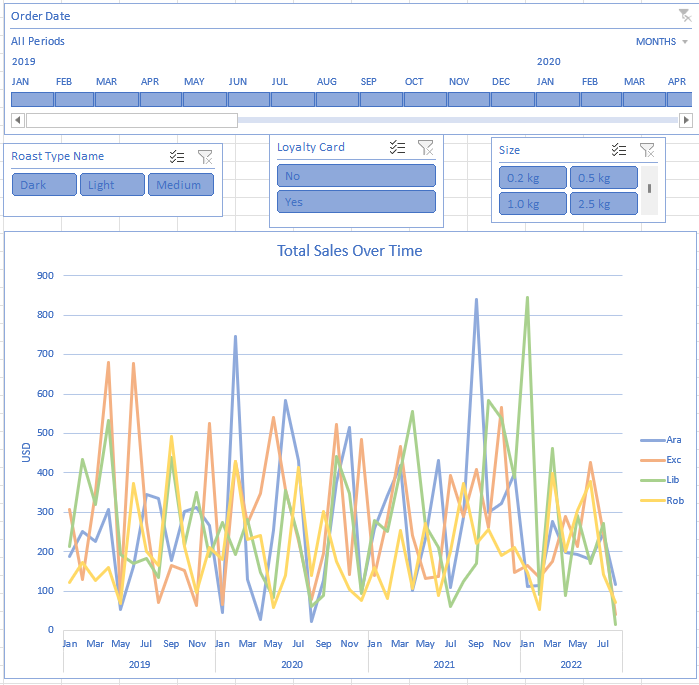 Order Date
All Periods MONTHS
2019 2020
JAN FEB MAR APR MAY JUN JUL AUG SEP OCT NOV DEC JAN FEB MAR APR
Roast Type Name
Dark Light Medium
Loyalty Card
No
Yes
Size
0.2 kg 0.5 kg
1.0 kg 2.5 kg
Total Sales Over Time
900
800
700
600
500
400
300
200
100
0
USD
Ara
Exc
Lib
Rob
Jan Mar May Jul Sep Nov Jan Mar May Jul Sep Nov Jan Mar May Jul Sep Nov Jan Mar May Jul
2019 2020 2021 2022